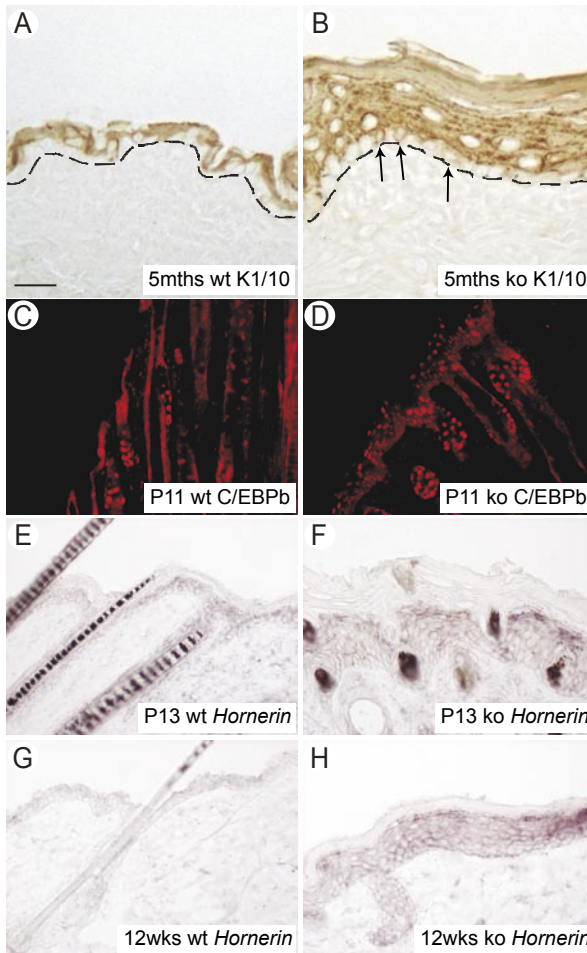 A
B
5mths wt K1/10
5mths ko K1/10
C
D
P11 wt C/EBPb
P11 ko C/EBPb
E
F
P13 wt Hornerin
P13 ko Hornerin
G
H
12wks wt Hornerin
12wks ko Hornerin